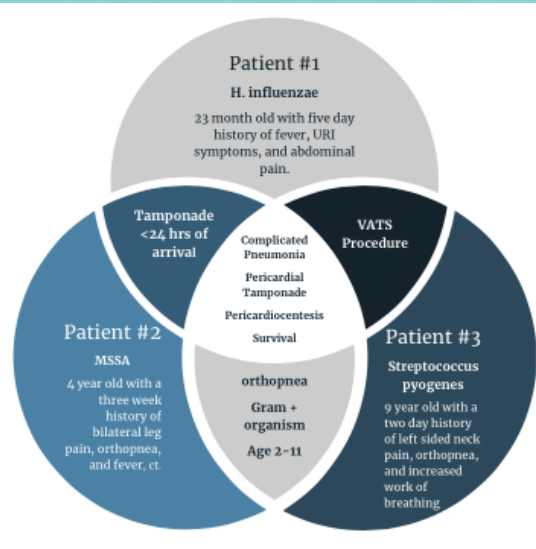 Patient #1
H. influenzae
23 month old with five day
history of fever, URI
symptoms, and abdominal
pain.
Tamponade
<24 hrs of
arrival
VATS
Procedure
Complicated
Pneumonia
Pericardial
Tamponade
Pericardiocentesis
Survival
Patient #2
MSSA
4 year old with a
three week
history of
bilateral leg
pain, orthopnea,
and fever, ct.
orthopnea
Gram +
organism
Age 2-11
Patient #3
Streptococcus
pyogenes
9 year old with a
two day history
of left sided neck
pain, orthopnea,
and increased
work of
breathing